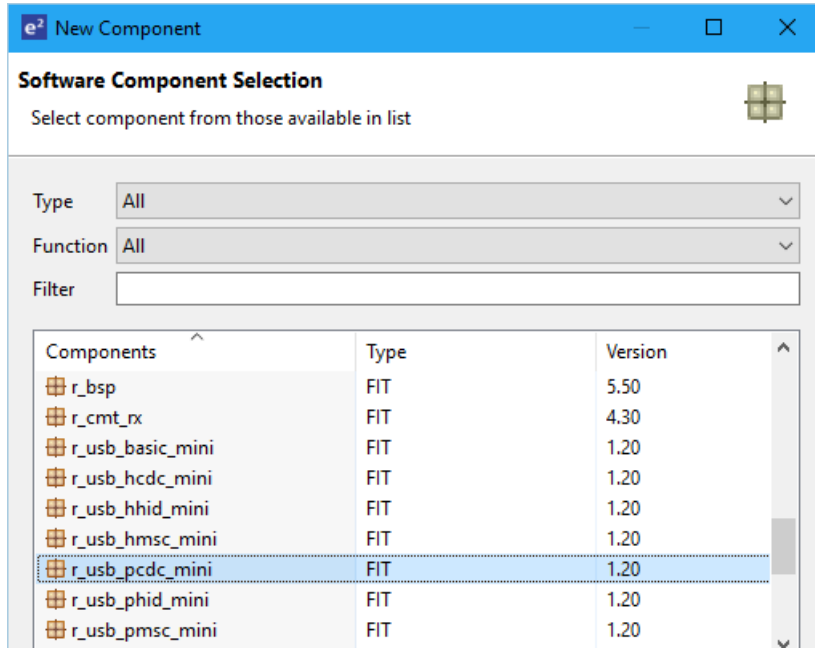 e² New Component
Software Component Selection
Select component from those available in list
Type All
Function All
Filter
Components Type Version
r_bsp FIT 5.50
r_cmt_rx FIT 4.30
r_usb_basic_mini FIT 1.20
r_usb_hcdc_mini FIT 1.20
r_usb_hhid_mini FIT 1.20
r_usb_hmsc_mini FIT 1.20
r_usb_pcdc_mini FIT 1.20
r_usb_phid_mini FIT 1.20
r_usb_pmsc_mini FIT 1.20